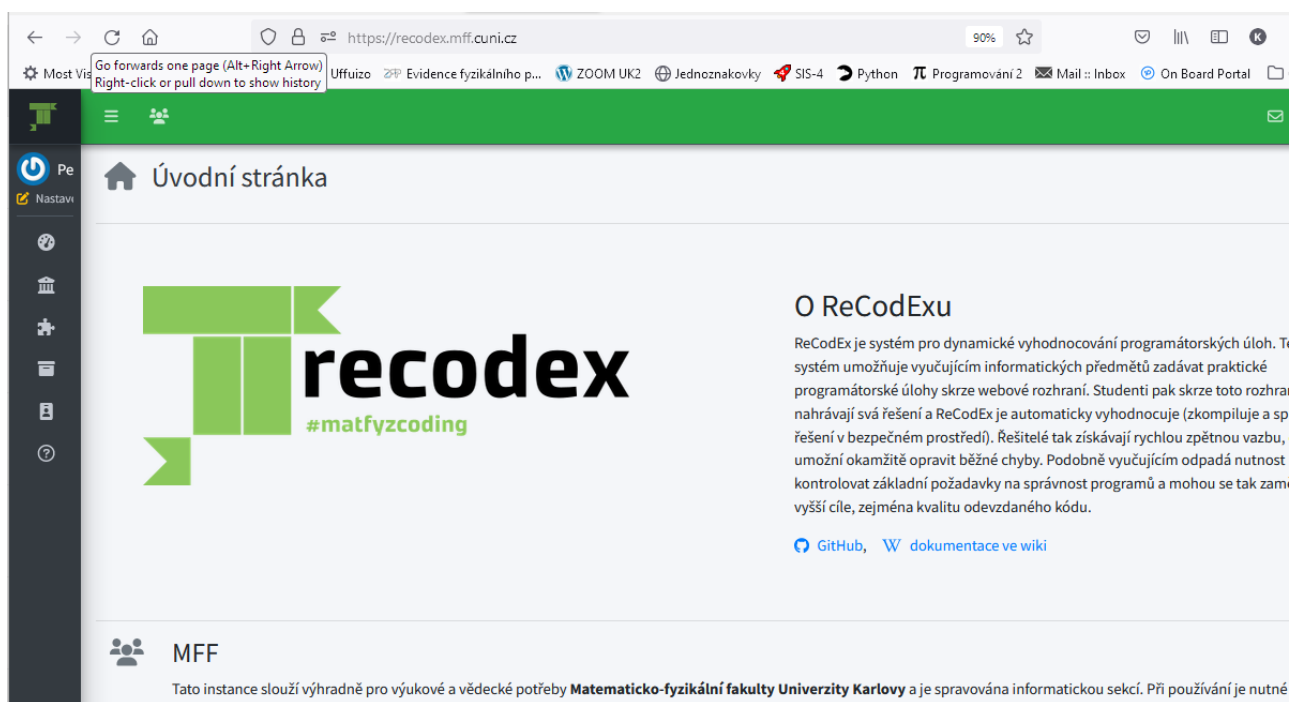 https://recodex.mff.cuni.cz
90%
K
Most Vis
Go forwards one page (Alt+Right Arrow)
Right-click or pull down to show history
Uffuizo
Evidence fyzikálního p...
ZOOM UK2
Jednoznakovky
SIS-4
Python
Programování 2
Mail :: Inbox
On Board Portal
Pe
Nastave
Úvodní stránka
recodex
#matfyzcoding
O ReCodExu
ReCodEx je systém pro dynamické vyhodnocování programátorských úloh. Te
systém umožňuje vyučujícím informatických předmětů zadávat praktické
programátorské úlohy skrze webové rozhraní. Studenti pak skrze toto rozhran
nahrávají svá řešení a ReCodEx je automaticky vyhodnocuje (zkompiluje a sp
řešení v bezpečném prostředí). Řešitelé tak získávají rychlou zpětnou vazbu,
umožní okamžitě opravit běžné chyby. Podobně vyučujícím odpadá nutnost
kontrolovat základní požadavky na správnost programů a mohou se tak zamě
vyšší cíle, zejména kvalitu odevzdaného kódu.
GitHub, W dokumentace ve wiki
MFF
Tato instance slouží výhradně pro výukové a vědecké potřeby Matematicko-fyzikální fakulty Univerzity Karlovy a je spravována informatickou sekcí. Při používání je nutné